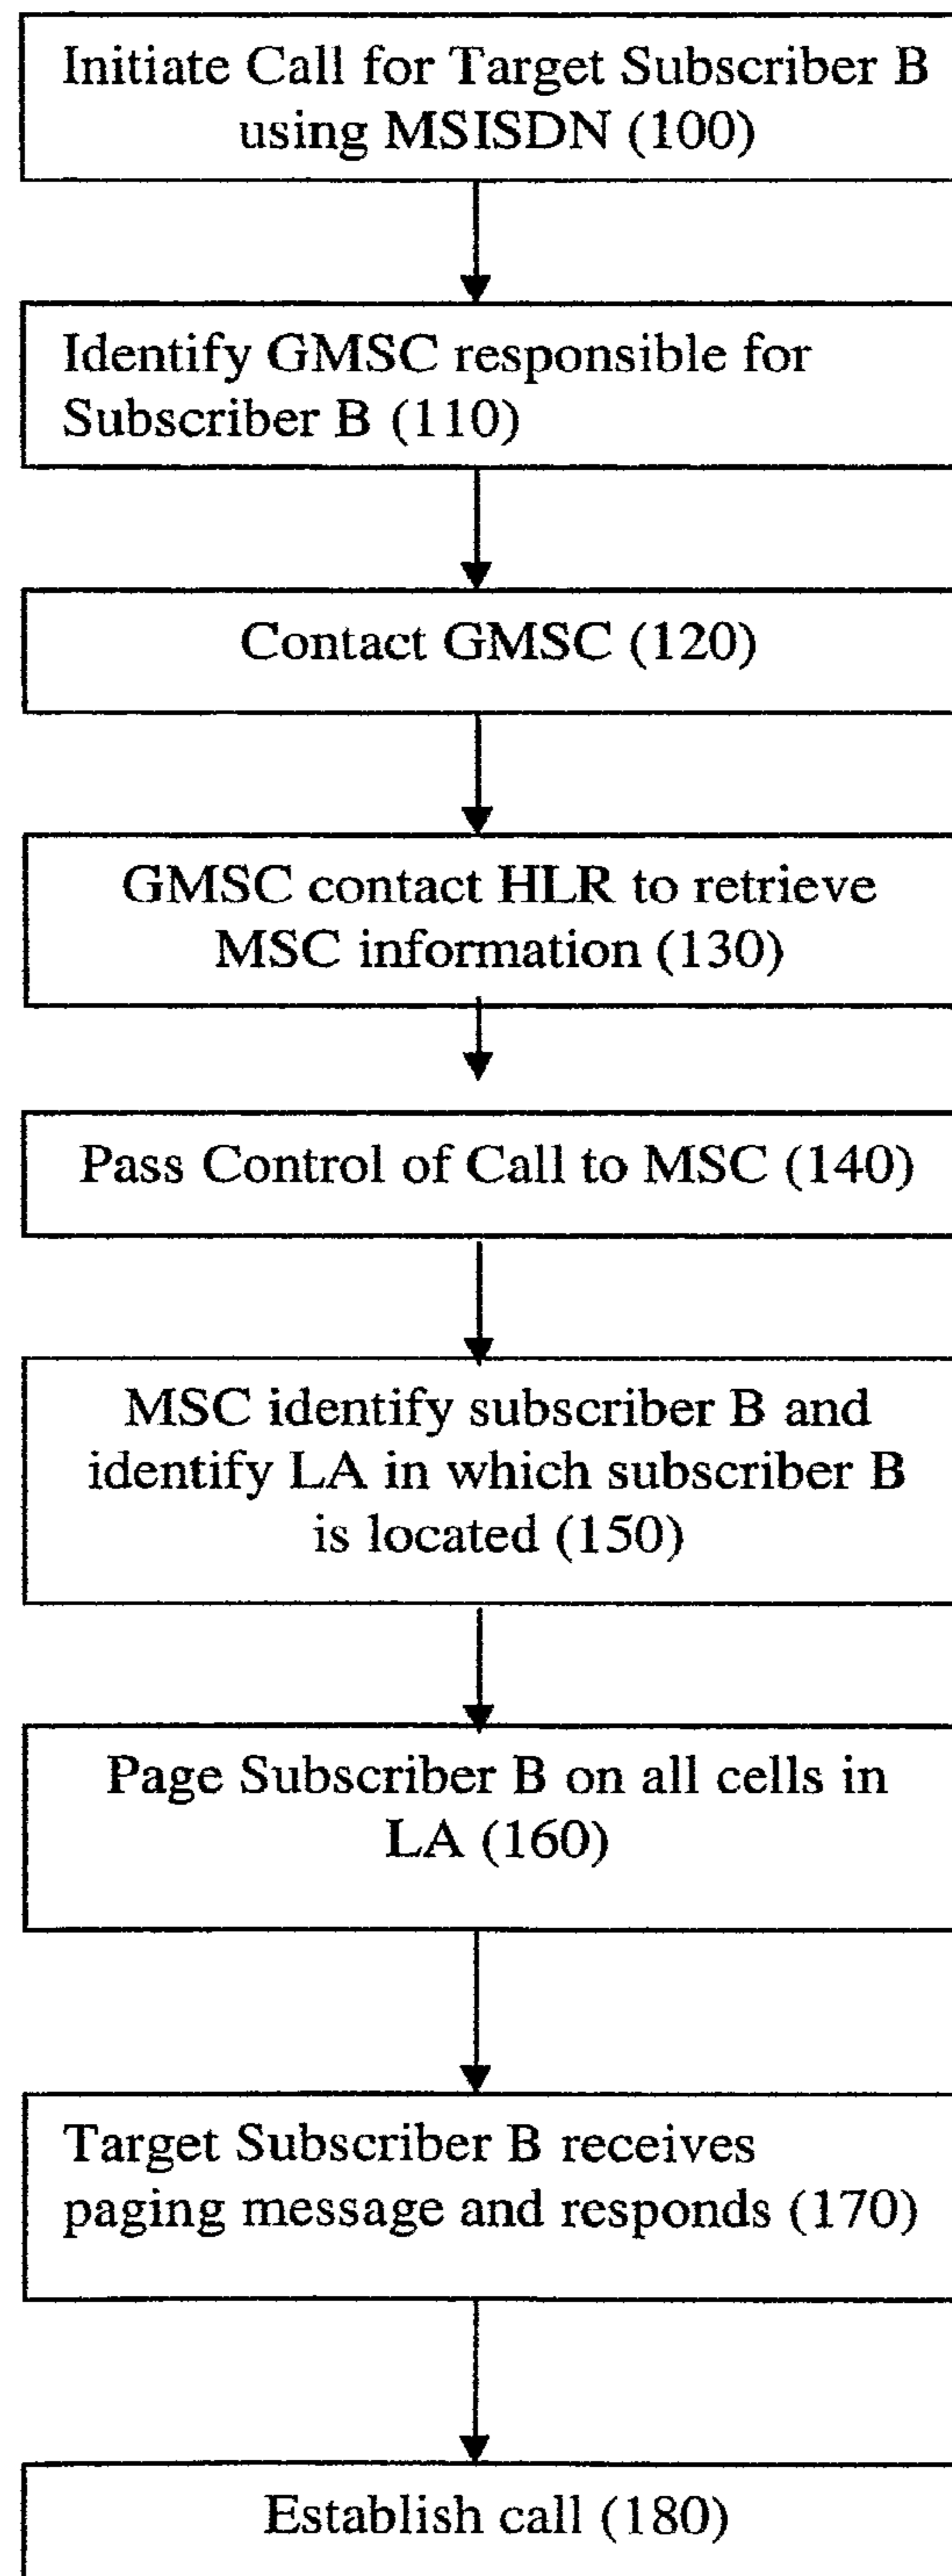 Initiate Call for Target Subscriber B
using MSISDN (100)
Identify GMSC responsible for
Subscriber B (110)
Contact GMSC (120)
GMSC contact HLR to retrieve
MSC information (130)
Pass Control of Call to MSC (140)
MSC identify subscriber B and
identify LA in which subscriber B
is located (150)
Page Subscriber B on all cells in
LA (160)
Target Subscriber B receives
paging message and responds (170)
Establish call (180)